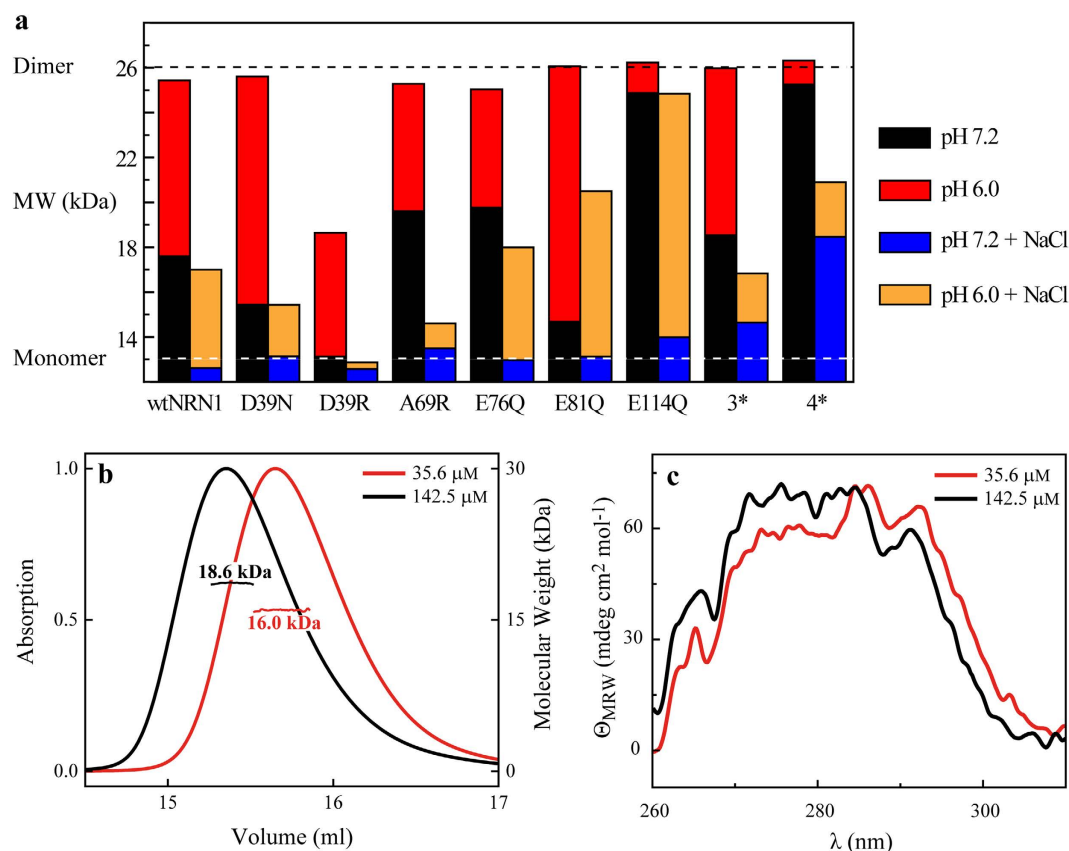 a
Dimer
26
22
MW (kDa)
18
14
Monomer
wtNRN1 D39N D39R A69R E76Q E81Q E114Q 3* 4*
pH 7.2
pH 6.0
pH 7.2 + NaCl
pH 6.0 + NaCl
b
35.6 μM
142.5 μM
1.0
0.5
0.0
Absorption
18.6 kDa
16.0 kDa
30
15
0
Molecular Weight (kDa)
15 16 17
Volume (ml)
c
35.6 μM
142.5 μM
60
30
0
ΘMRW (mdeg cm2 mol-1)
260 280 300
λ (nm)